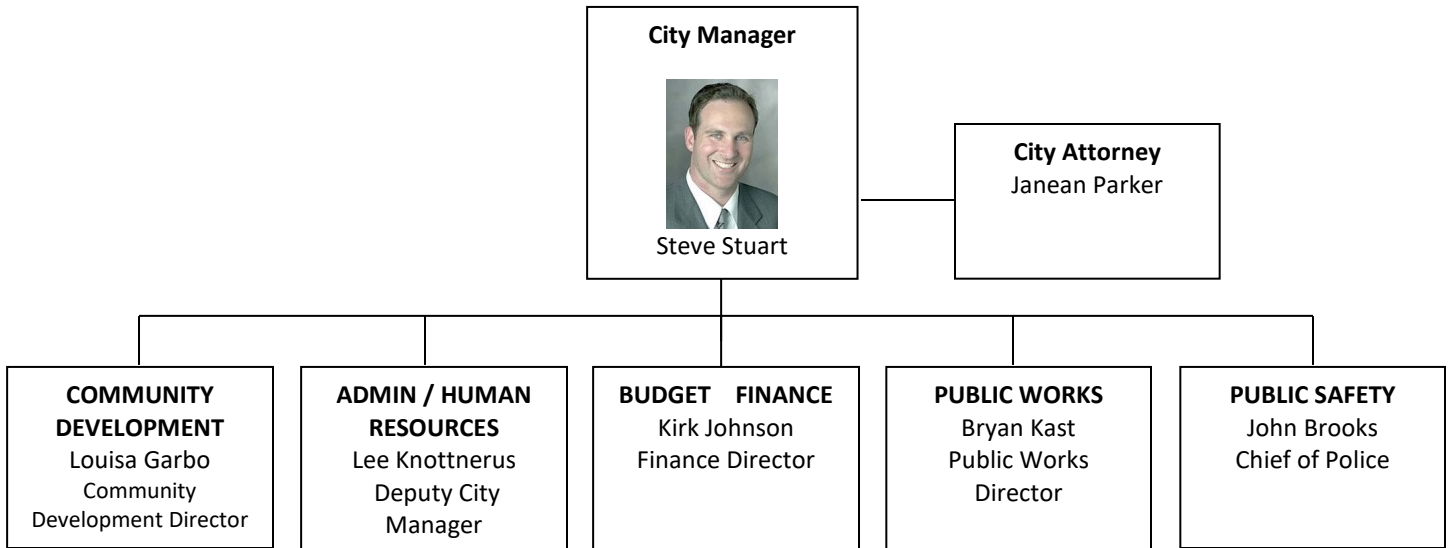 City Manager
Steve Stuart
City Attorney
Janean Parker
COMMUNITY
DEVELOPMENT
Louisa Garbo
Community
Development Director
ADMIN / HUMAN
RESOURCES
Lee Knottnerus
Deputy City
Manager
BUDGET FINANCE
Kirk Johnson
Finance Director
PUBLIC WORKS
Bryan Kast
Public Works
Director
PUBLIC SAFETY
John Brooks
Chief of Police